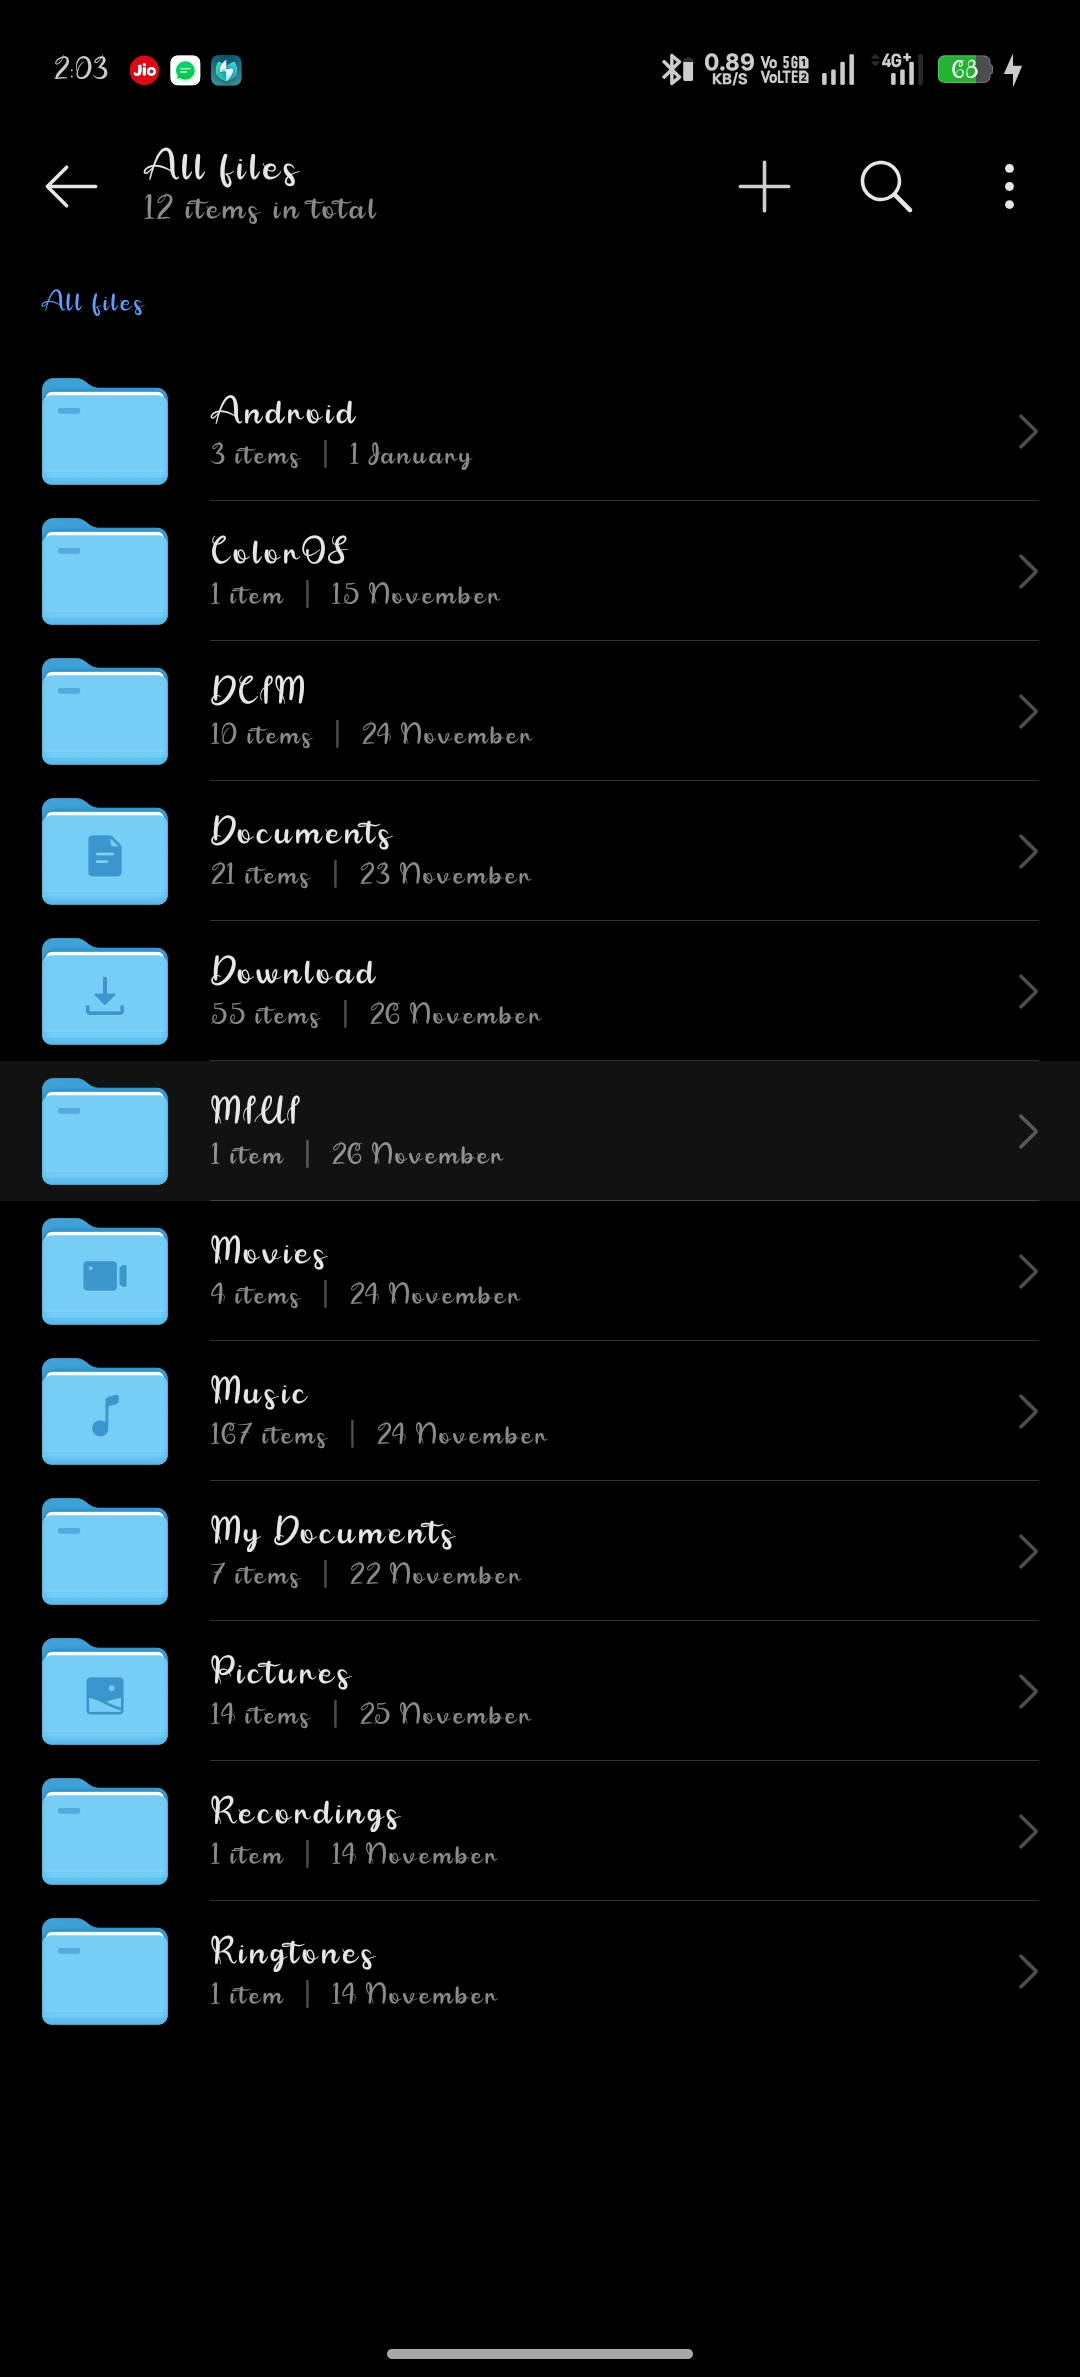 2:03 Jio 0.89 KB/S Vo 5G D VoLTE 2 4G+ 63
All files
12 items in total
All files
Android
3 items | 1 January
ColorOS
1 item | 15 November
DCIM
10 items | 24 November
Documents
21 items | 23 November
Download
55 items | 26 November
MIUI
1 item | 26 November
Movies
4 items | 24 November
Music
167 items | 24 November
My Documents
7 items | 22 November
Pictures
14 items | 25 November
Recordings
1 item | 14 November
Ringtones
1 item | 14 November